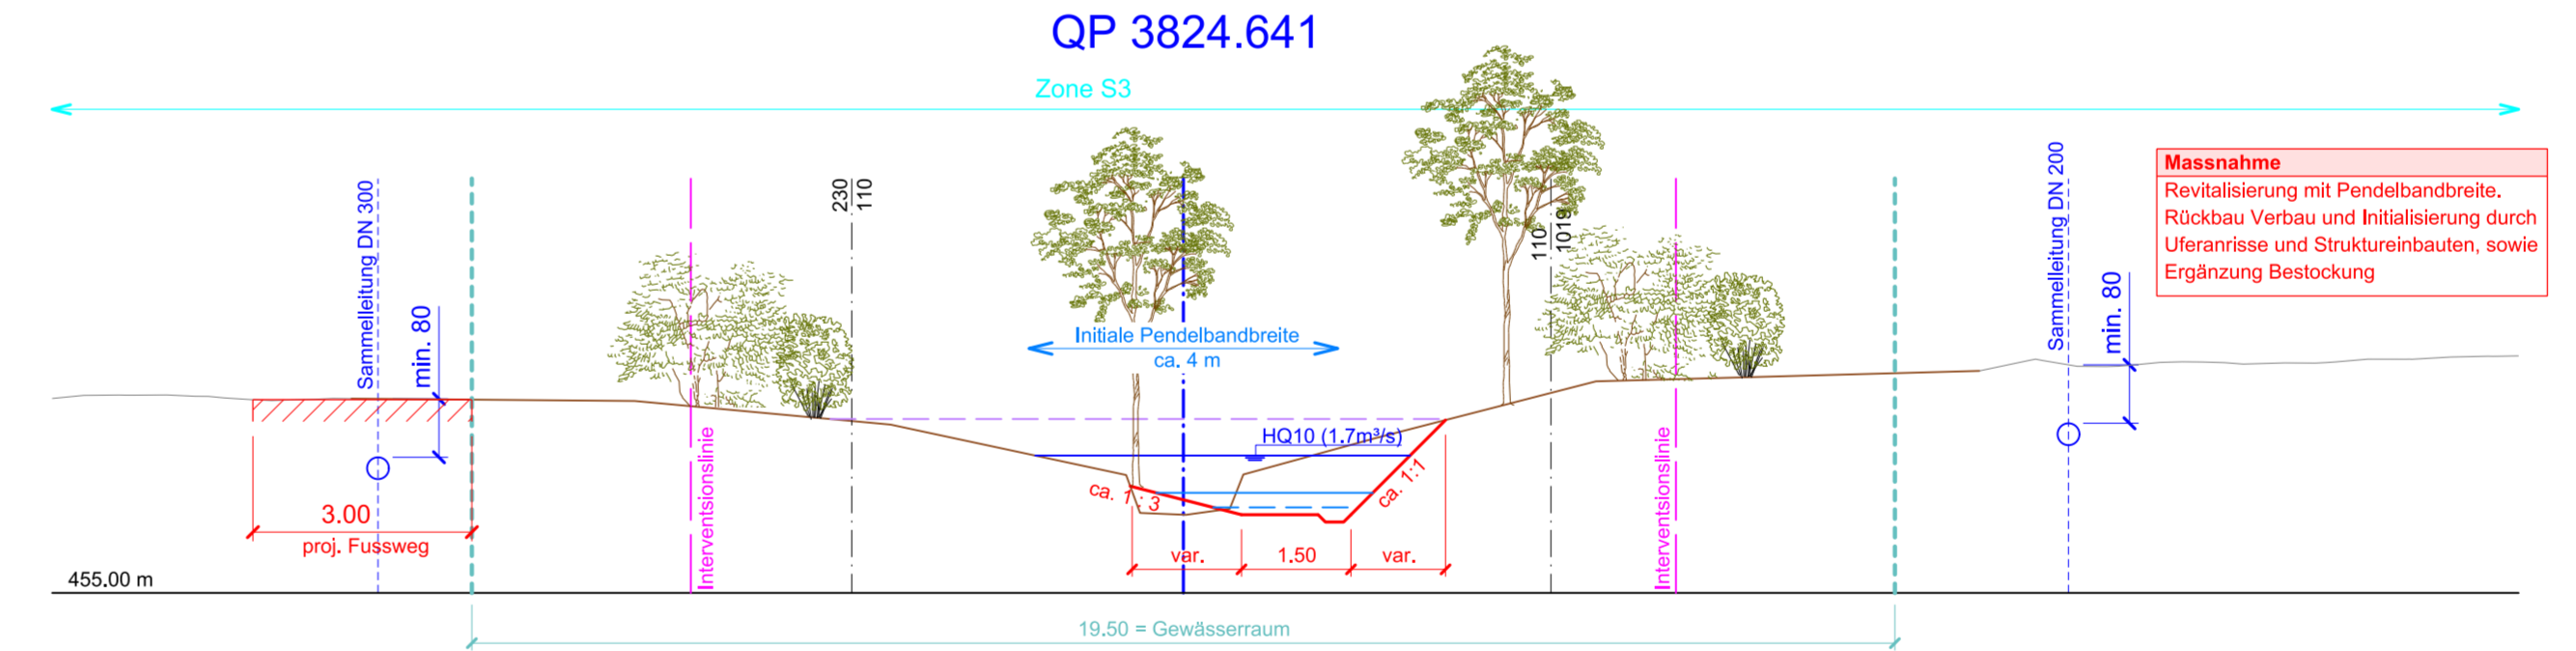 QP 3824.641
Zone S3
Massnahme
Revitalisierung mit Pendelbandbreite.
Rückbau Verbau und Initialisierung durch
Uferanrisse und Struktureinbauten, sowie
Ergänzung Bestockung
Sammelleitung DN 300
min. 80
230
110
Initiale Pendelbandbreite
ca. 4 m
110
1019
Sammelleitung DN 200
min. 80
HQ10 (1.7m³/s)
Interventionslinie
Interventionslinie
ca. 1 : 3
ca. 1:1
3.00
proj. Fussweg
var.
1.50
var.
455.00 m
19.50 = Gewässerraum